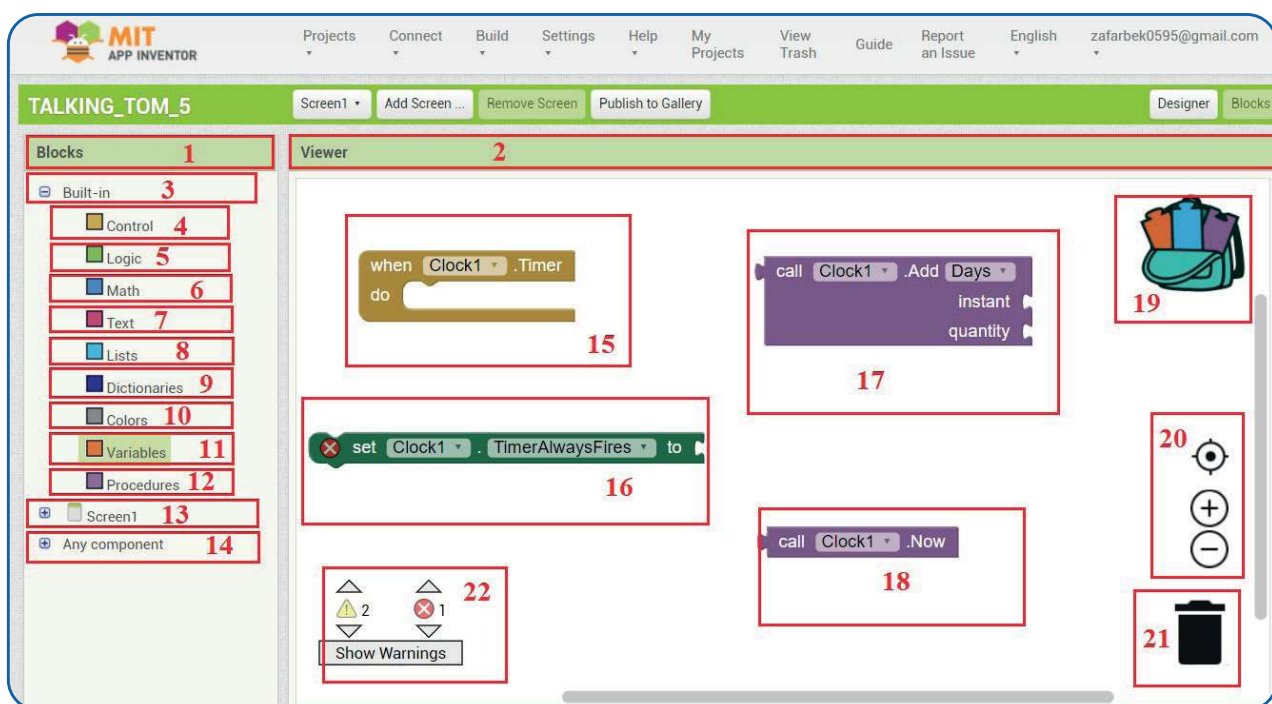 MIT
APP INVENTOR
Projects Connect Build Settings Help My Projects View Trash Guide Report an Issue English zafarbek0595@gmail.com
TALKING_TOM_5 Screen1 Add Screen ... Remove Screen Publish to Gallery Designer Blocks
Blocks 1
Viewer 2
Built-in 3
Control 4
Logic 5
Math 6
Text 7
Lists 8
Dictionaries 9
Colors 10
Variables 11
Procedures 12
Screen1 13
Any component 14
when Clock1 .Timer
do
15
set Clock1 . TimerAlwaysFires to
16
call Clock1 .Add Days
instant
quantity
17
call Clock1 .Now
18
19
20
21
22
2 1
Show Warnings